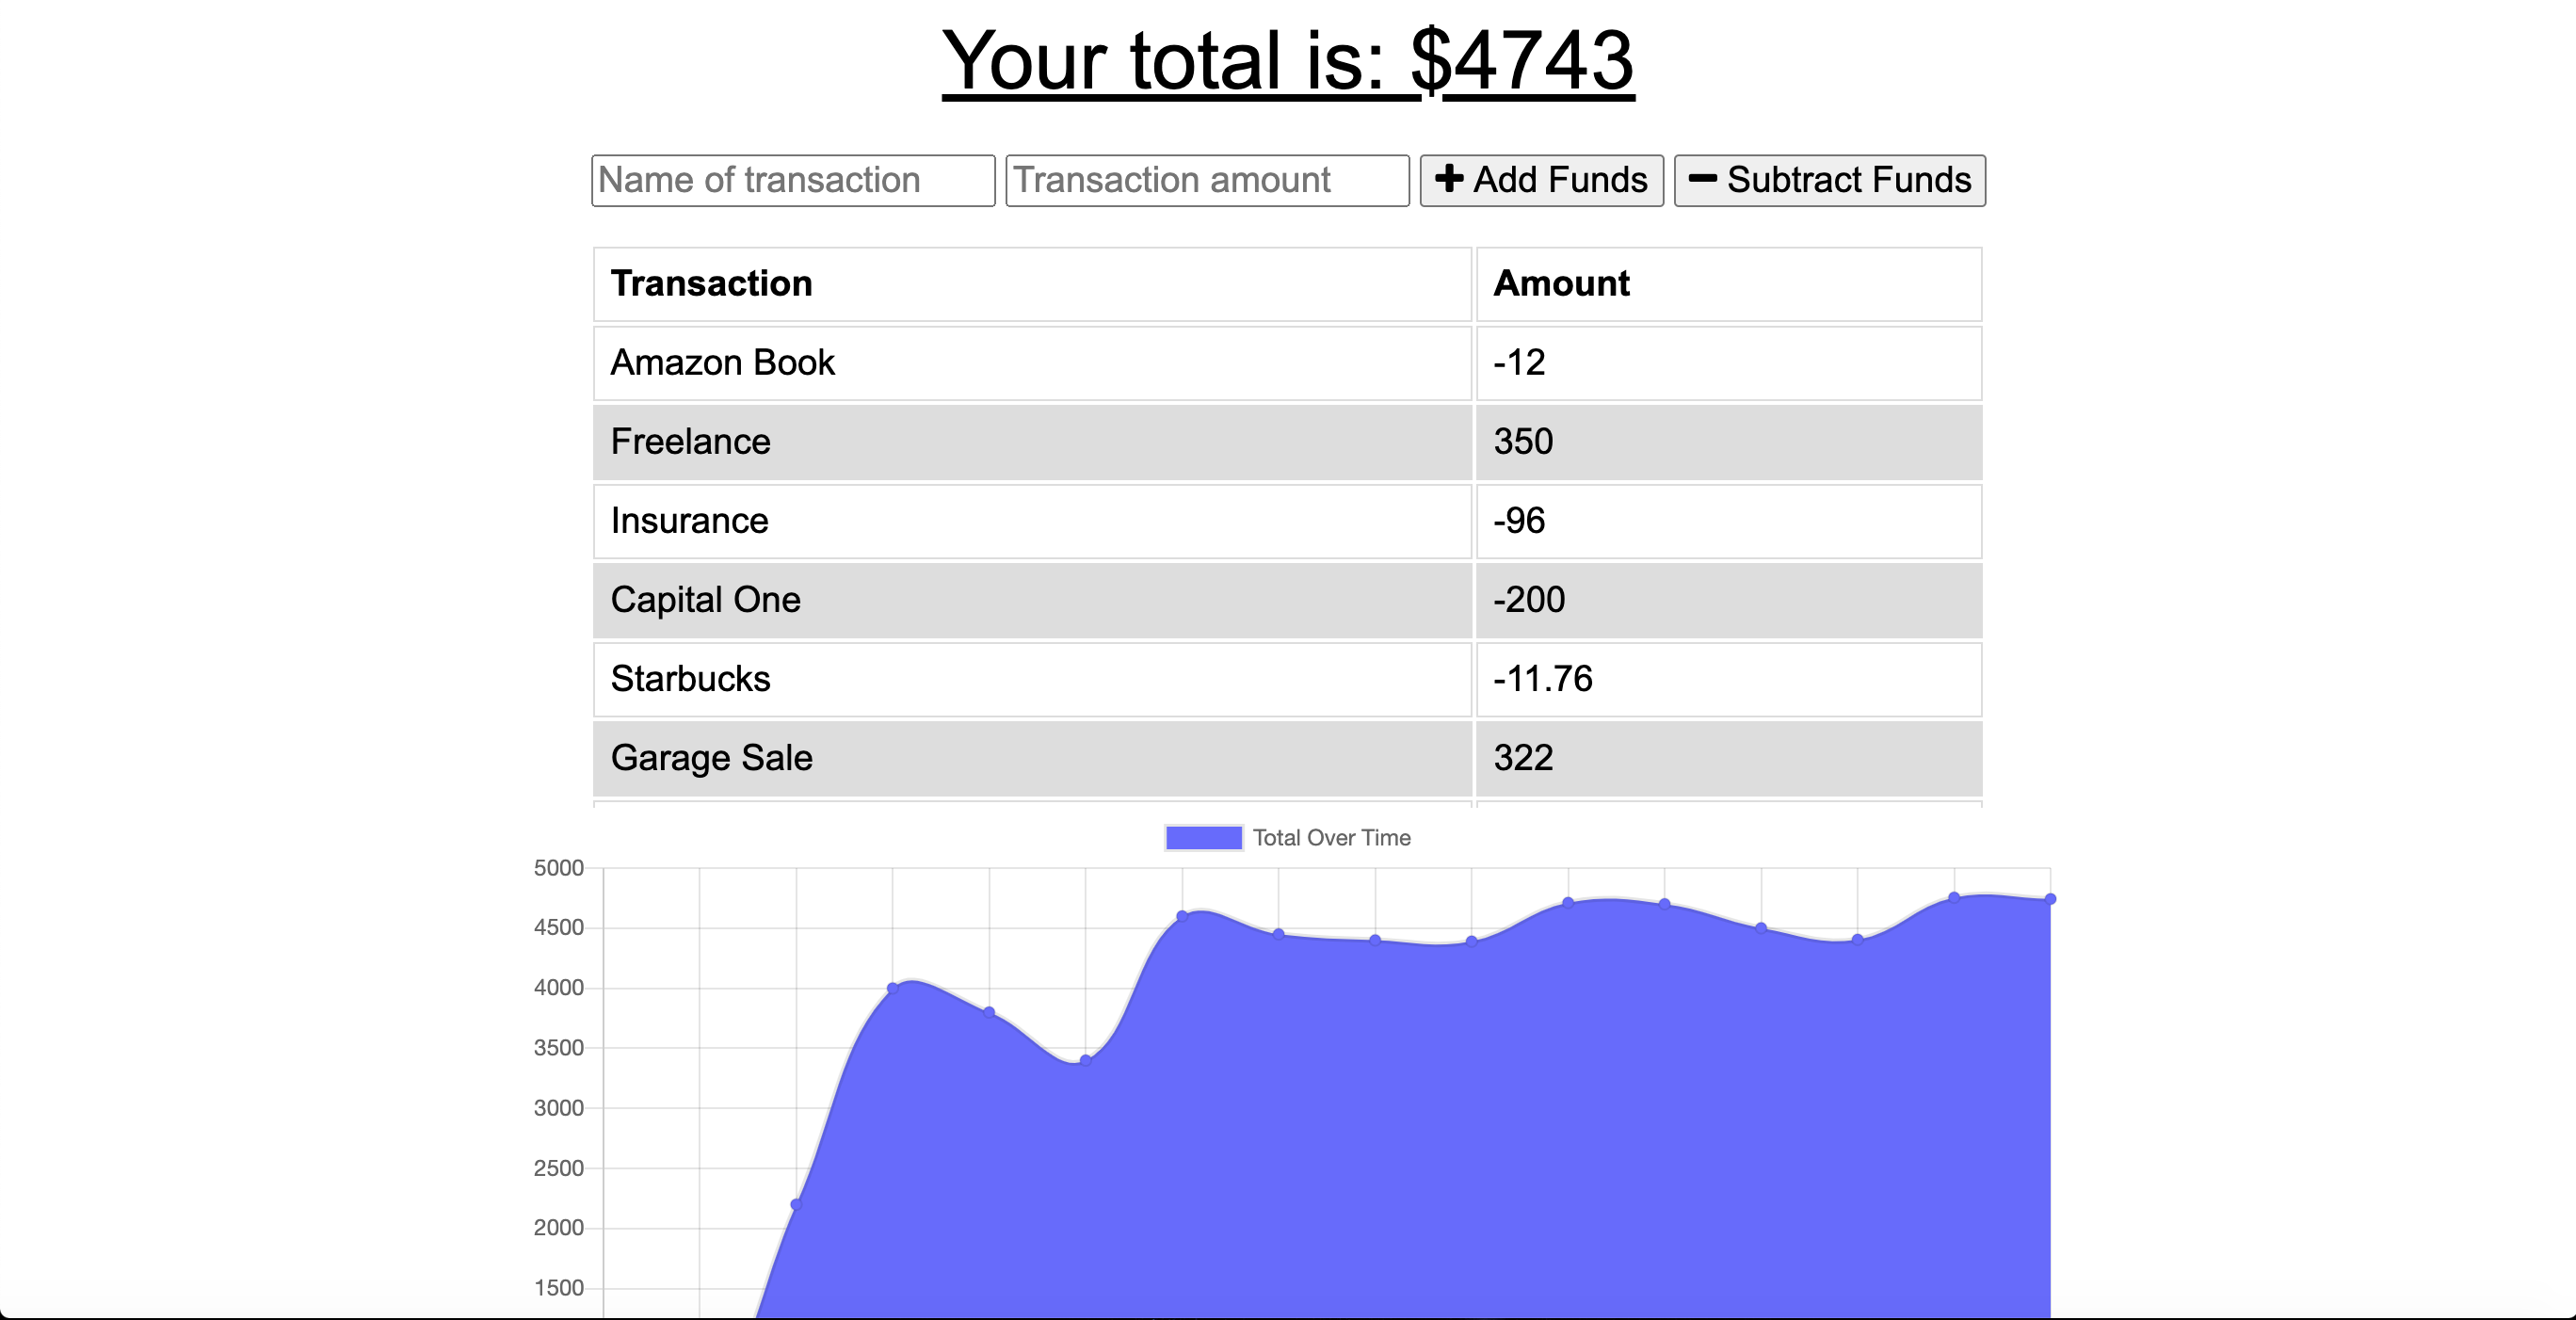 Your total is: $4743
Name of transaction Transaction amount Add Funds Subtract Funds
Transaction Amount
Amazon Book -12
Freelance 350
Insurance -96
Capital One -200
Starbucks -11.76
Garage Sale 322
Total Over Time
5000
4500
4000
3500
3000
2500
2000
1500